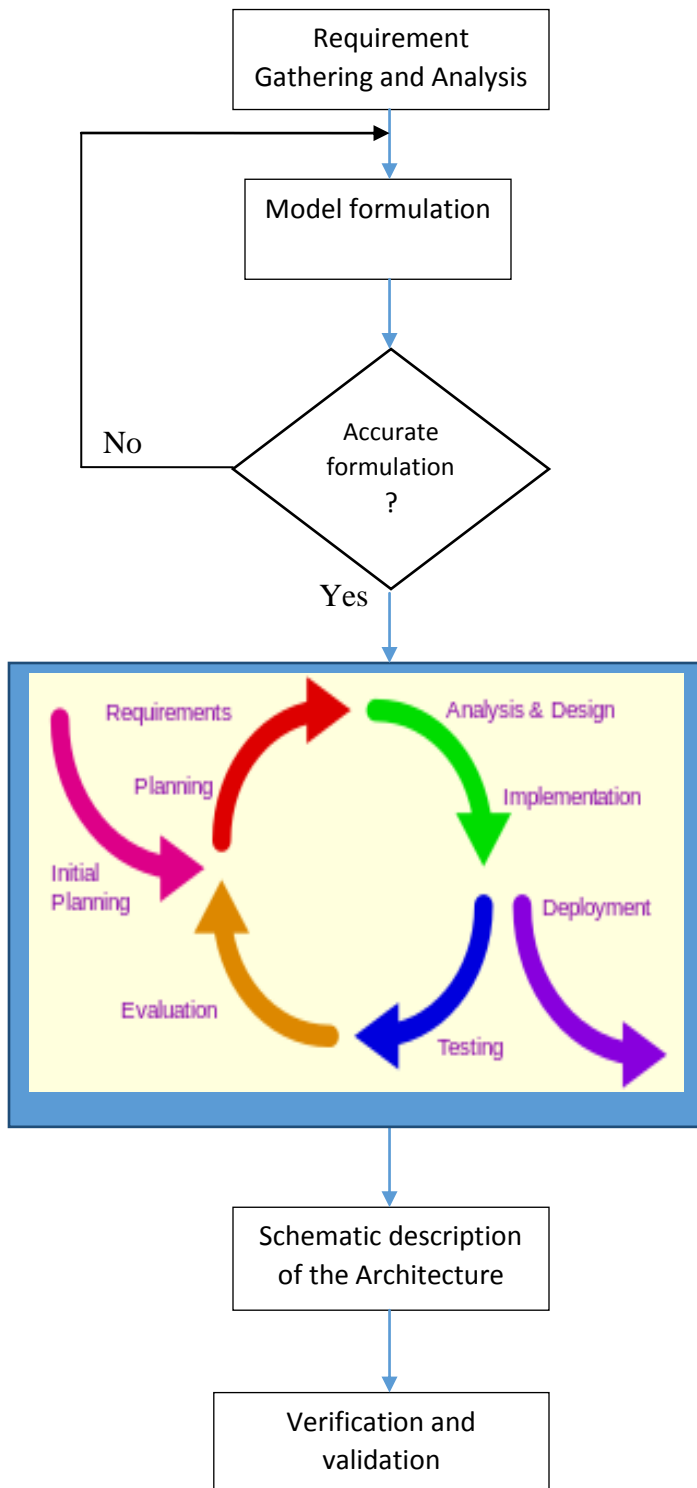 Requirement
Gathering and Analysis
Model formulation
Accurate
formulation
?
No
Yes
Requirements
Analysis & Design
Planning
Implementation
Initial
Planning
Deployment
Evaluation
Testing
Schematic description
of the Architecture
Verification and
validation